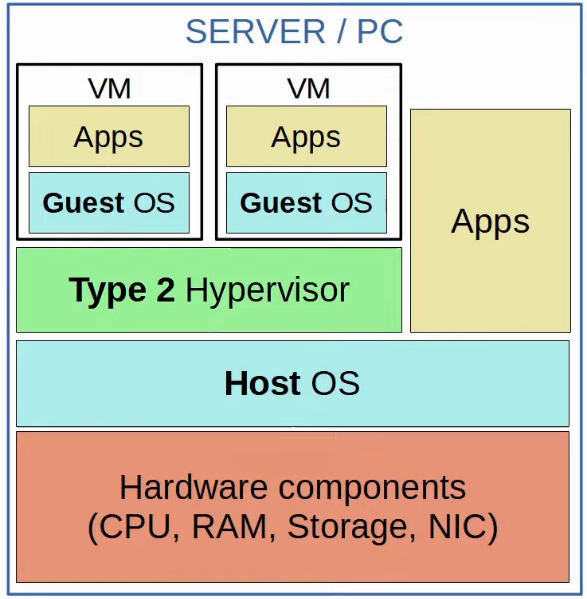 SERVER / PC
VM
Apps
Guest OS
VM
Apps
Guest OS
Apps
Type 2 Hypervisor
Host OS
Hardware components
(CPU, RAM, Storage, NIC)